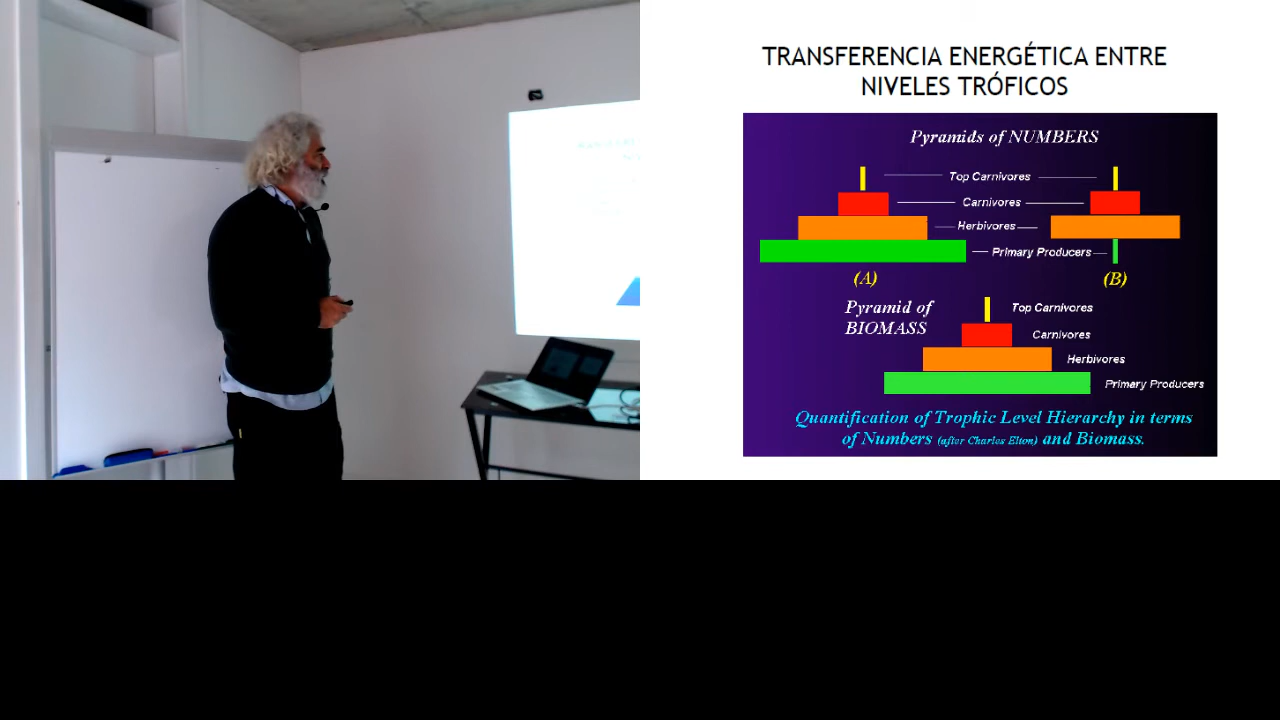 TRANSFERENCIA ENERGÉTICA ENTRE
NIVELES TRÓFICOS
Pyramids of NUMBERS
Top Carnivores
Carnivores
Herbivores
Primary Producers
(A)
(B)
Pyramid of
BIOMASS
Top Carnivores
Carnivores
Herbivores
Primary Producers
Quantification of Trophic Level Hierarchy in terms
of Numbers (after Charles Elton) and Biomass.